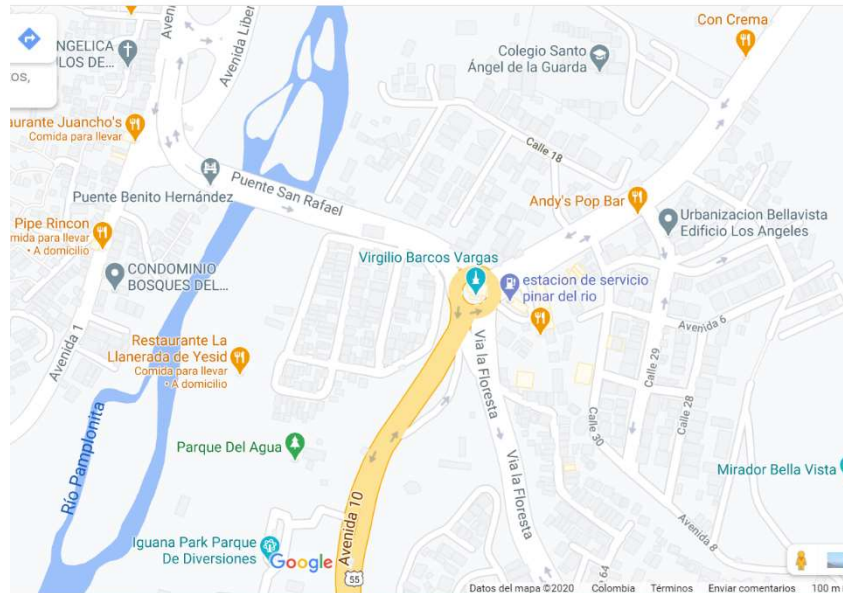 Con Crema
NGELICA
ILOS DE...
Avenida Liber
Colegio Santo
Ángel de la Guarda
os,
aurante Juancho's
Comida para llevar
Calle 18
Puente Benito Hernández
Puente San Rafael
Andy's Pop Bar
Pipe Rincon
mida para llevar
• A domicilio
Urbanizacion Bellavista
Edificio Los Angeles
CONDOMINIO
BOSQUES DEL...
Virgilio Barcos Vargas
estacion de servicio
pinar del rio
Avenida 1
Restaurante La
Llanerada de Yesid
Comida para llevar
• A domicilio
Via la Floresta
Avenida 6
Calle 29
Calle 28
Calle 30
Río Pamplonita
Parque Del Agua
Via la Floresta
Mirador Bella Vista
Avenida 10
Iguana Park Parque
De Diversiones
Google
55
Avenida 8
64
Datos del mapa ©2020 Colombia Términos Enviar comentarios 100 m